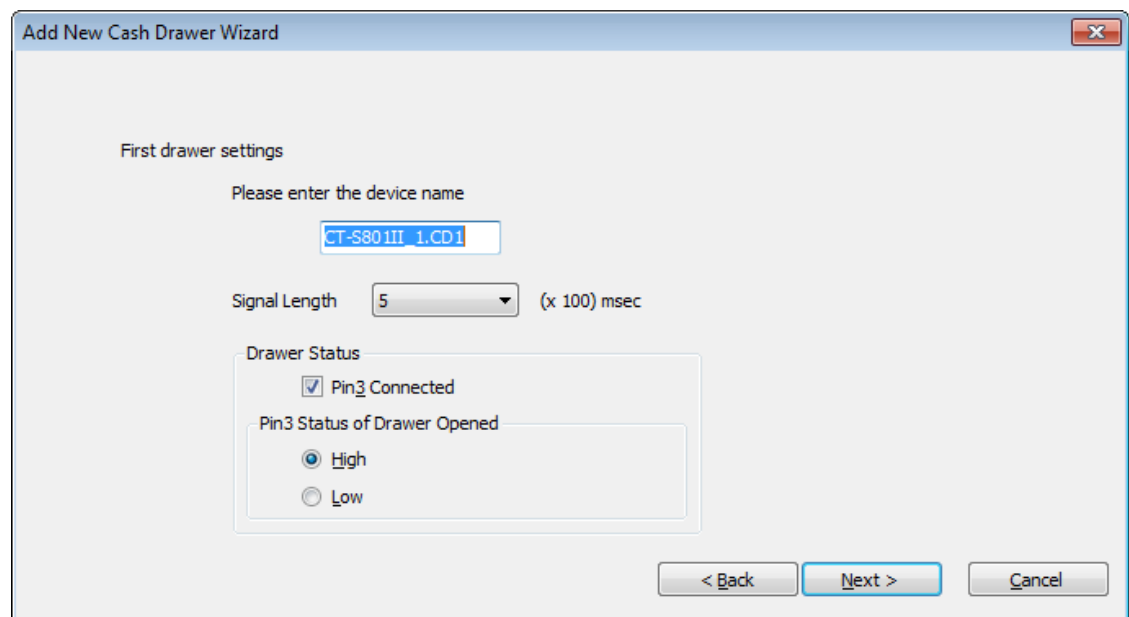 Add New Cash Drawer Wizard
First drawer settings
Please enter the device name
CT-S801II_1.CD1
Signal Length 5 (x 100) msec
Drawer Status
Pin3 Connected
Pin3 Status of Drawer Opened
High
Low
< Back Next > Cancel